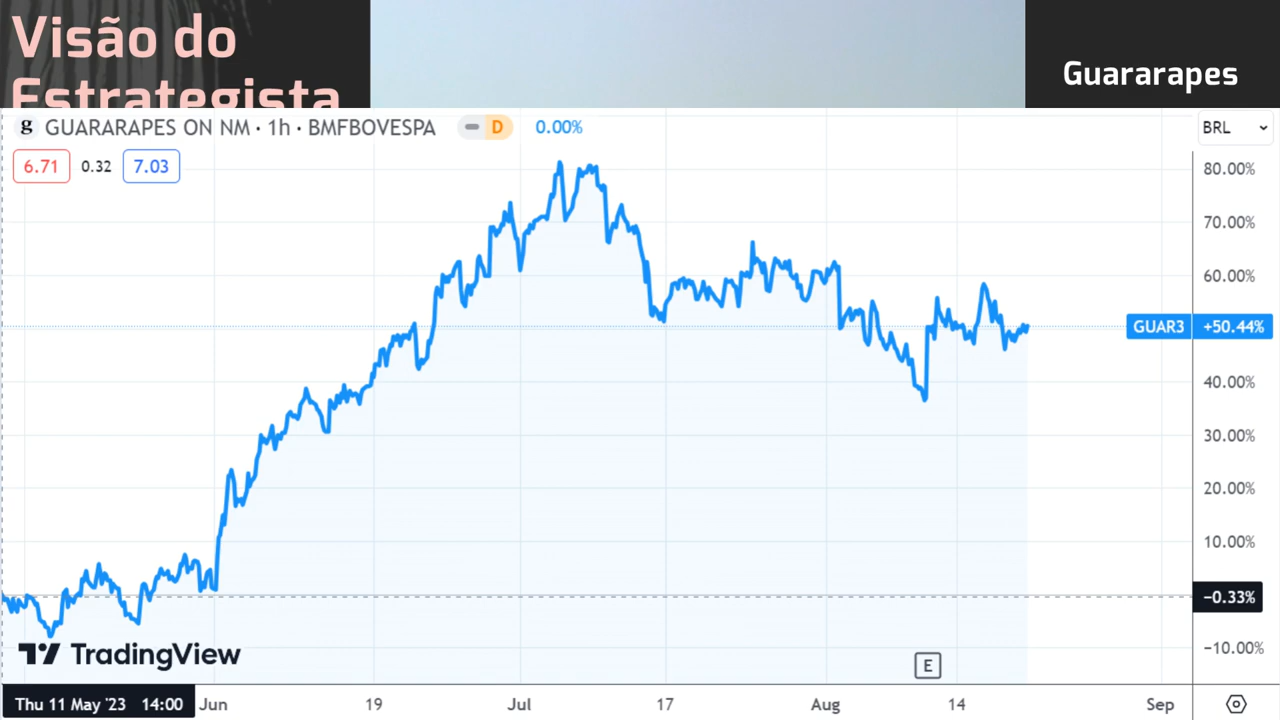 Visão do
Estrategista
Guararapes
g GUARARAPES ON NM · 1h · BMFBOVESPA D 0.00% BRL
6.71 0.32 7.03
80.00%
70.00%
60.00%
GUAR3 +50.44%
40.00%
30.00%
20.00%
10.00%
−0.33%
−10.00%
TradingView
E
Thu 11 May '23 14:00 Jun 19 Jul 17 Aug 14 Sep